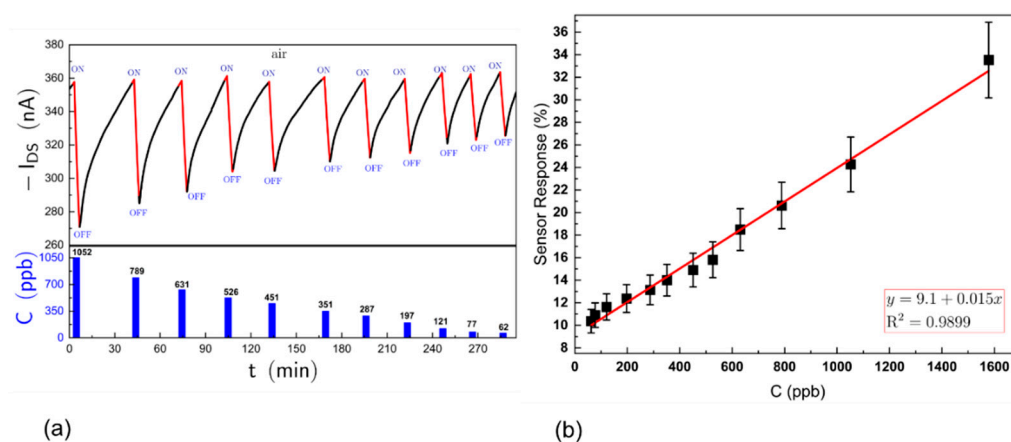 380
360
340
320
300
280
260
− I_DS (nA)
air
ON ON ON ON ON ON ON ON ON ON ON
OFF OFF OFF OFF OFF OFF OFF OFF OFF OFF OFF
1050
700
350
0
C (ppb)
1052 789 631 526 451 351 287 197 121 77 62
0 30 60 90 120 150 180 210 240 270
t (min)
(a)
36
34
32
30
28
26
24
22
20
18
16
14
12
10
8
Sensor Response (%)
y = 9.1 + 0.015x
R² = 0.9899
0 200 400 600 800 1000 1200 1400 1600
C (ppb)
(b)